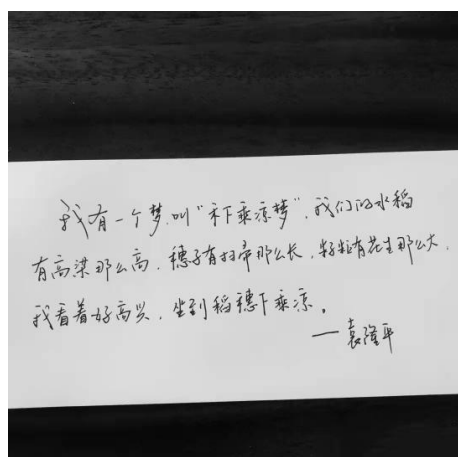 我有一个梦,叫“禾下乘凉梦”,我们的水稻
有高粱那么高,穗子有扫帚那么长,籽粒有花生那么大,
我看着好高兴,坐到稻穗下乘凉。
——袁隆平